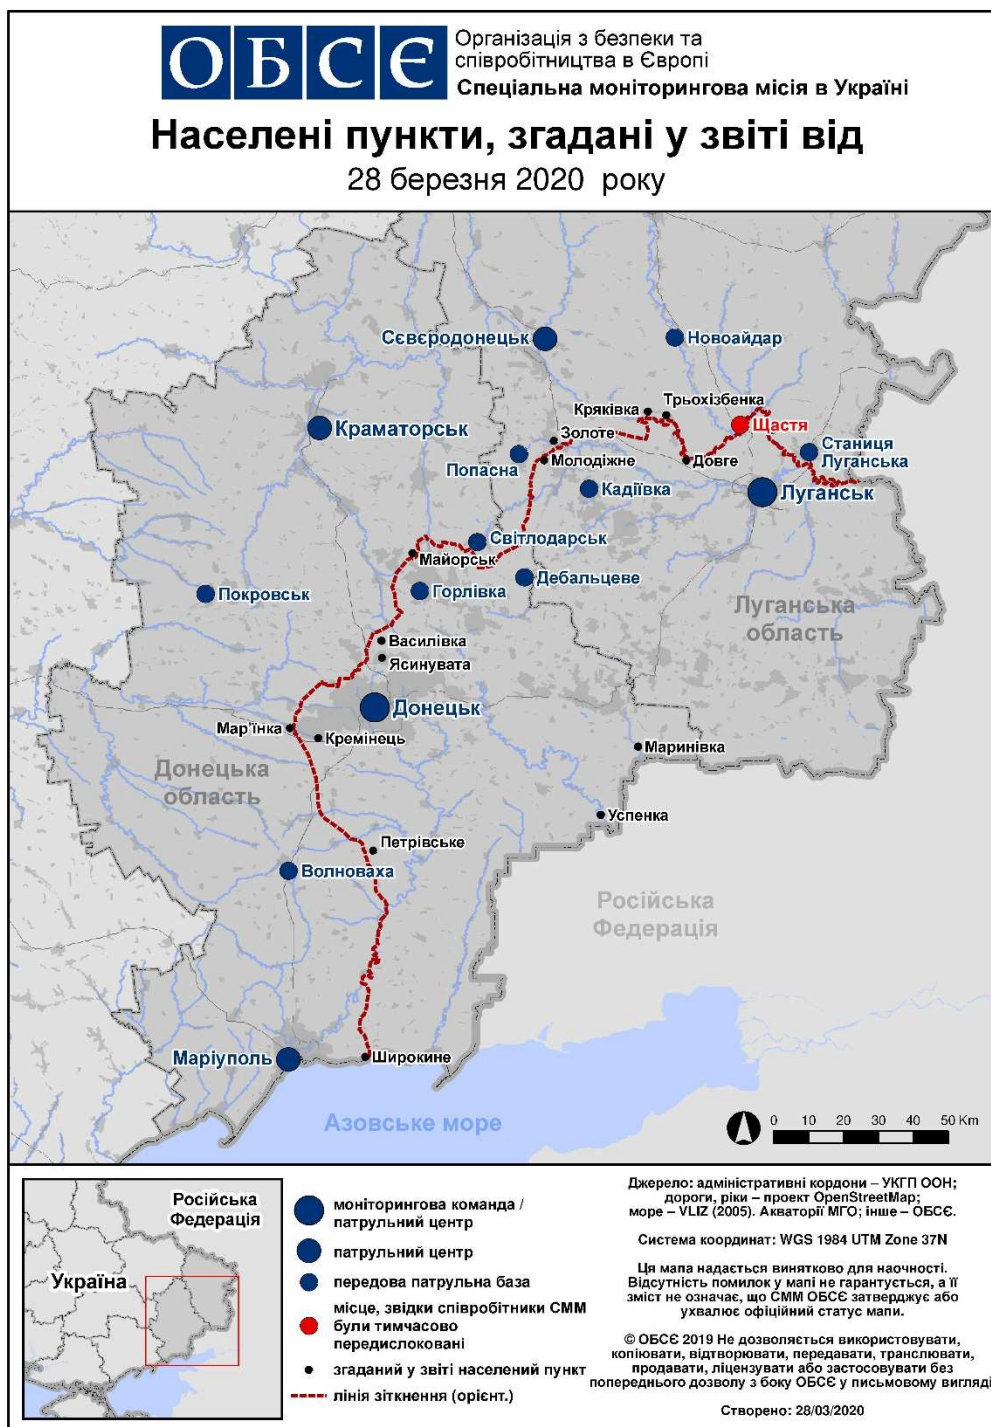 ОБСЄ
Організація з безпеки та
співробітництва в Європі
Спеціальна моніторингова місія в Україні
Населені пункти, згадані у звіті від
28 березня 2020 року
Сєвєродонецьк
Новоайдар
Кряківка
Трьохізбенка
Щастя
Краматорськ
Золоте
Станиця
Луганська
Попасна
Молодіжне
Довге
Кадіївка
Луганськ
Світлодарськ
Майорськ
Дебальцеве
Покровськ
Горлівка
Луганська
область
Василівка
Ясинувата
Донецьк
Мар'їнка
Кремінець
Маринівка
Донецька
область
Успенка
Петрівське
Волноваха
Російська
Федерація
Маріуполь
Широкине
Азовське море
0 10 20 30 40 50 Km
Російська
Федерація
Україна
моніторингова команда /
патрульний центр
патрульний центр
передова патрульна база
місце, звідки співробітники СММ
були тимчасово
передислоковані
згаданий у звіті населений пункт
лінія зіткнення (орієнт.)
Джерело: адміністративні кордони – УКГП ООН;
дороги, ріки – проект OpenStreetMap;
море – VLIZ (2005). Акваторії МГО; інше – ОБСЄ.
Система координат: WGS 1984 UTM Zone 37N
Ця мапа надається винятково для наочності.
Відсутність помилок у мапі не гарантується, а її
зміст не означає, що СММ ОБСЄ затверджує або
ухвалює офіційний статус мапи.
© ОБСЄ 2019 Не дозволяється використовувати,
копіювати, відтворювати, передавати, транслювати,
продавати, ліцензувати або застосовувати без
попереднього дозволу з боку ОБСЄ у письмовому вигляді
Створено: 28/03/2020